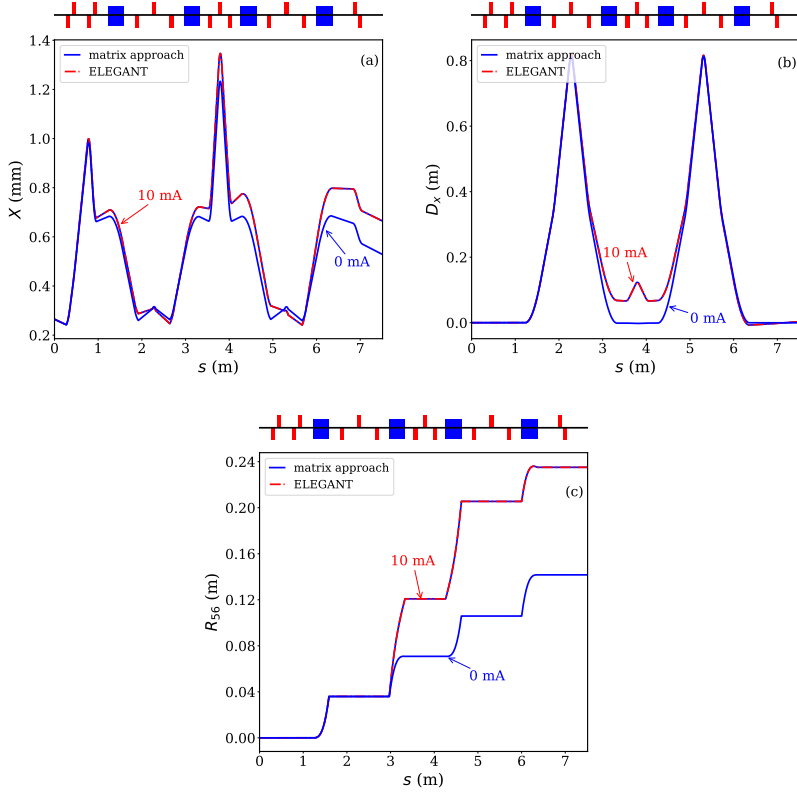 1.4
1.2
1.0
0.8
0.6
0.4
0.2
X (mm)
matrix approach
ELEGANT
(a)
10 mA
0 mA
0 1 2 3 4 5 6 7
s (m)
0.8
0.6
0.4
0.2
0.0
Dx (m)
matrix approach
ELEGANT
(b)
10 mA
0 mA
0 1 2 3 4 5 6 7
s (m)
0.24
0.20
0.16
0.12
0.08
0.04
0.00
R56 (m)
matrix approach
ELEGANT
(c)
10 mA
0 mA
0 1 2 3 4 5 6 7
s (m)